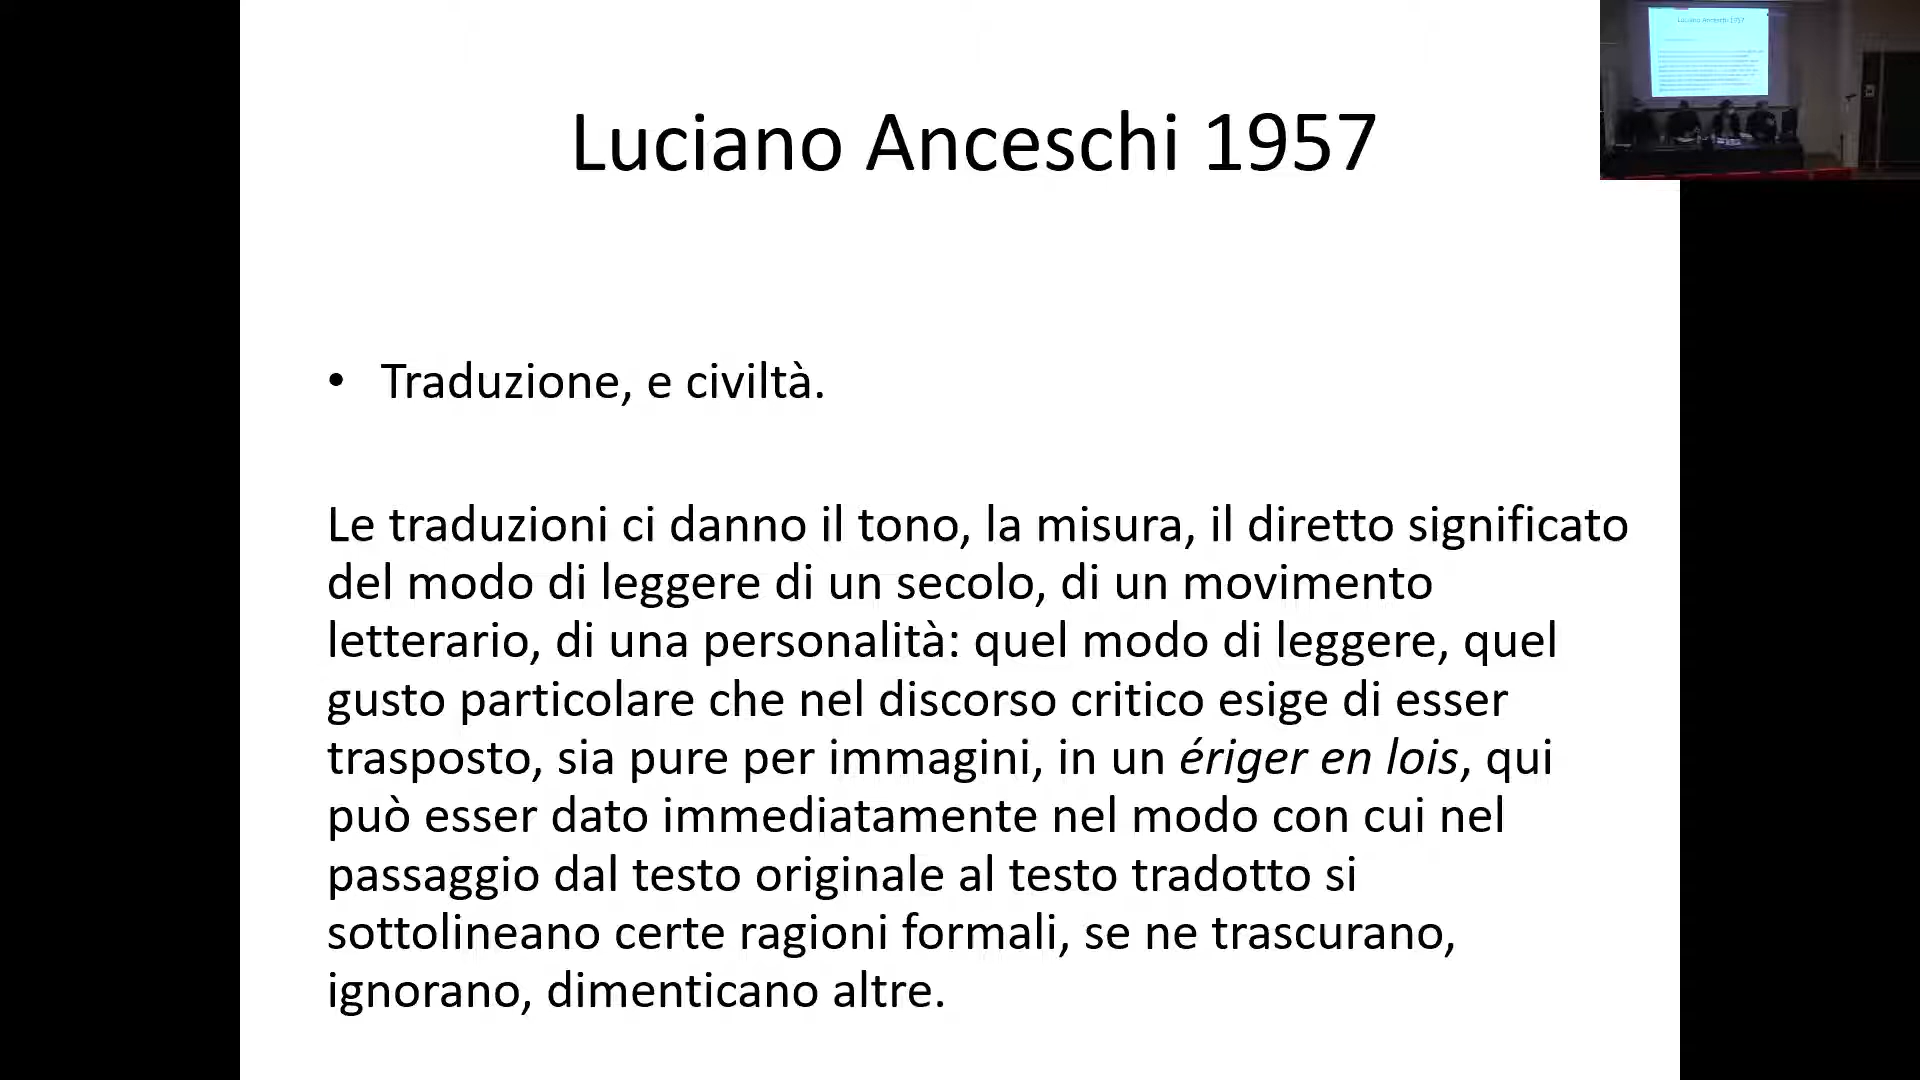 Luciano Anceschi 1957
• Traduzione, e civiltà.
Le traduzioni ci danno il tono, la misura, il diretto significato
del modo di leggere di un secolo, di un movimento
letterario, di una personalità: quel modo di leggere, quel
gusto particolare che nel discorso critico esige di esser
trasposto, sia pure per immagini, in un ériger en lois, qui
può esser dato immediatamente nel modo con cui nel
passaggio dal testo originale al testo tradotto si
sottolineano certe ragioni formali, se ne trascurano,
ignorano, dimenticano altre.
Luciano Anceschi 1957